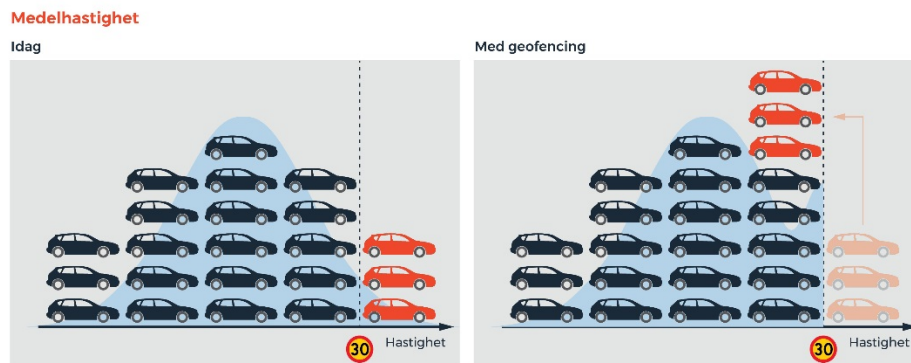 Medelhastighet
Idag
Med geofencing
30
Hastighet
30
Hastighet